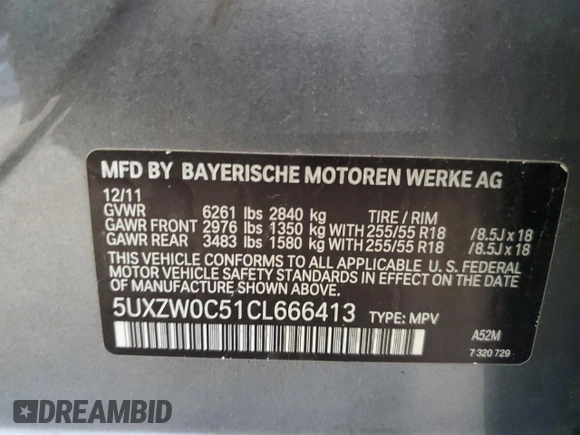 MFD BY BAYERISCHE MOTOREN WERKE AG
12/11
GVWR 6261 lbs 2840 kg TIRE / RIM
GAWR FRONT 2976 lbs 1350 kg WITH 255/55 R18 /8.5J x 18
GAWR REAR 3483 lbs 1580 kg WITH 255/55 R18 /8.5J x 18
THIS VEHICLE CONFORMS TO ALL APPLICABLE U. S. FEDERAL
MOTOR VEHICLE SAFETY STANDARDS IN EFFECT ON THE DATE
OF MANUFACTURE SHOWN ABOVE.
5UXZW0C51CL666413 TYPE: MPV
A52M
7 320 729
DREAMBID